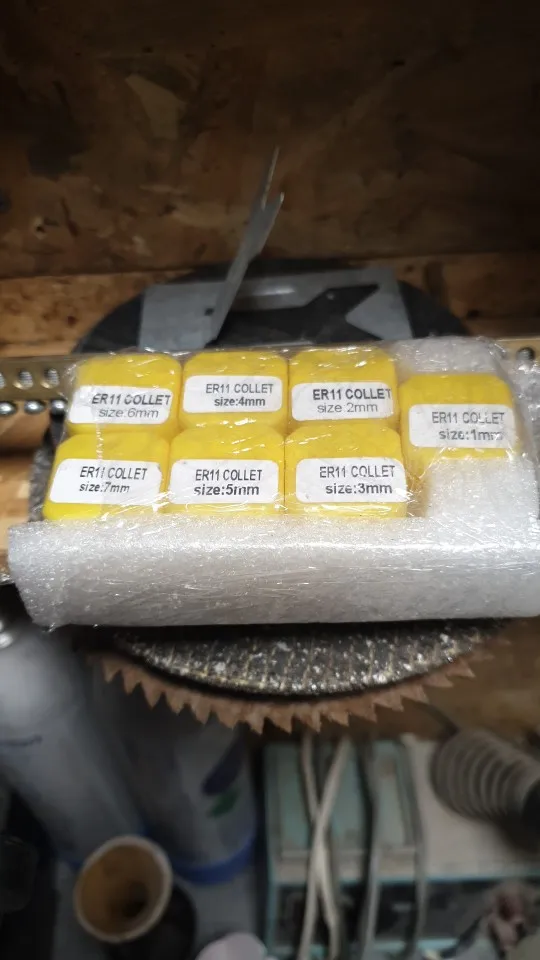 ER11 COLLET
size:6mm
ER11 COLLET
size:4mm
ER11 COLLET
size:2mm
ER11 COLLET
size:1mm
ER11 COLLET
size:7mm
ER11 COLLET
size:5mm
ER11 COLLET
size:3mm